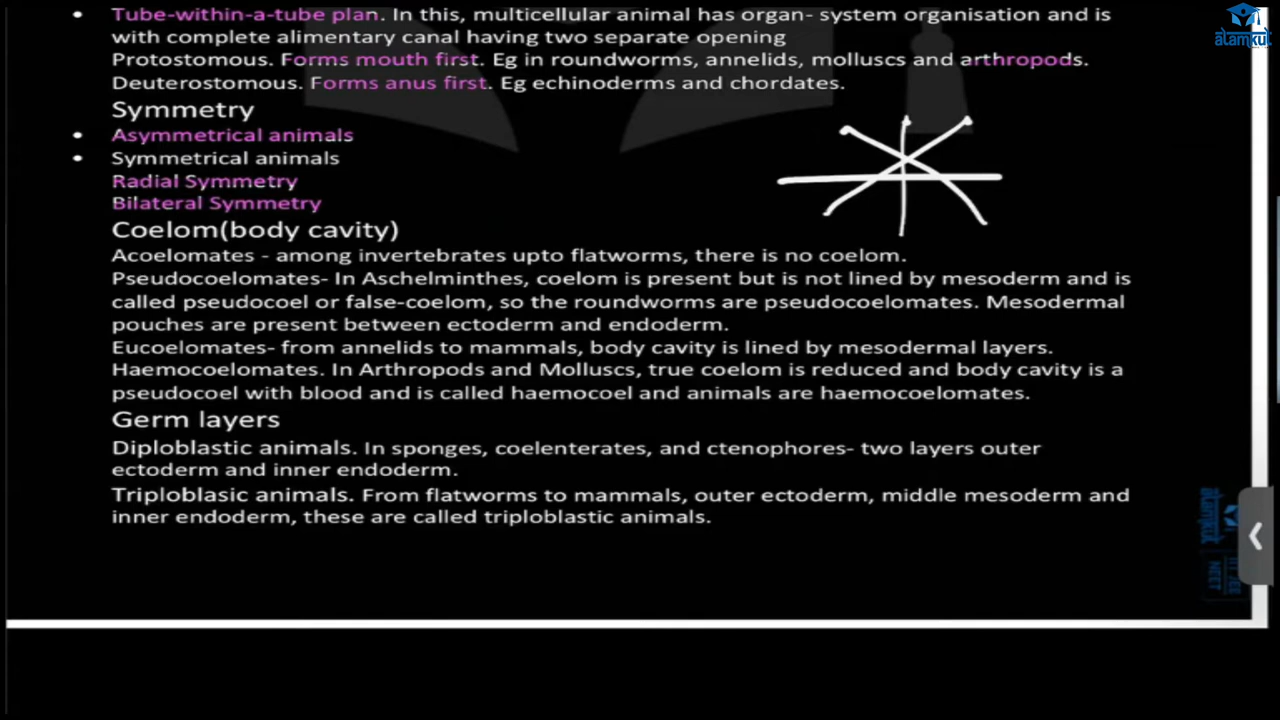 Tube-within-a-tube plan. In this, multicellular animal has organ- system organisation and is
with complete alimentary canal having two separate opening
Protostomous. Forms mouth first. Eg in roundworms, annelids, molluscs and arthropods.
Deuterostomous. Forms anus first. Eg echinoderms and chordates.
Symmetry
Asymmetrical animals
Symmetrical animals
Radial Symmetry
Bilateral Symmetry
Coelom(body cavity)
Acoelomates - among invertebrates upto flatworms, there is no coelom.
Pseudocoelomates- In Aschelminthes, coelom is present but is not lined by mesoderm and is
called pseudocoel or false-coelom, so the roundworms are pseudocoelomates. Mesodermal
pouches are present between ectoderm and endoderm.
Eucoelomates- from annelids to mammals, body cavity is lined by mesodermal layers.
Haemocoelomates. In Arthropods and Molluscs, true coelom is reduced and body cavity is a
pseudocoel with blood and is called haemocoel and animals are haemocoelomates.
Germ layers
Diploblastic animals. In sponges, coelenterates, and ctenophores- two layers outer
ectoderm and inner endoderm.
Triploblasic animals. From flatworms to mammals, outer ectoderm, middle mesoderm and
inner endoderm, these are called triploblastic animals.
alamkul
alamkul
IIT JEE
NEET